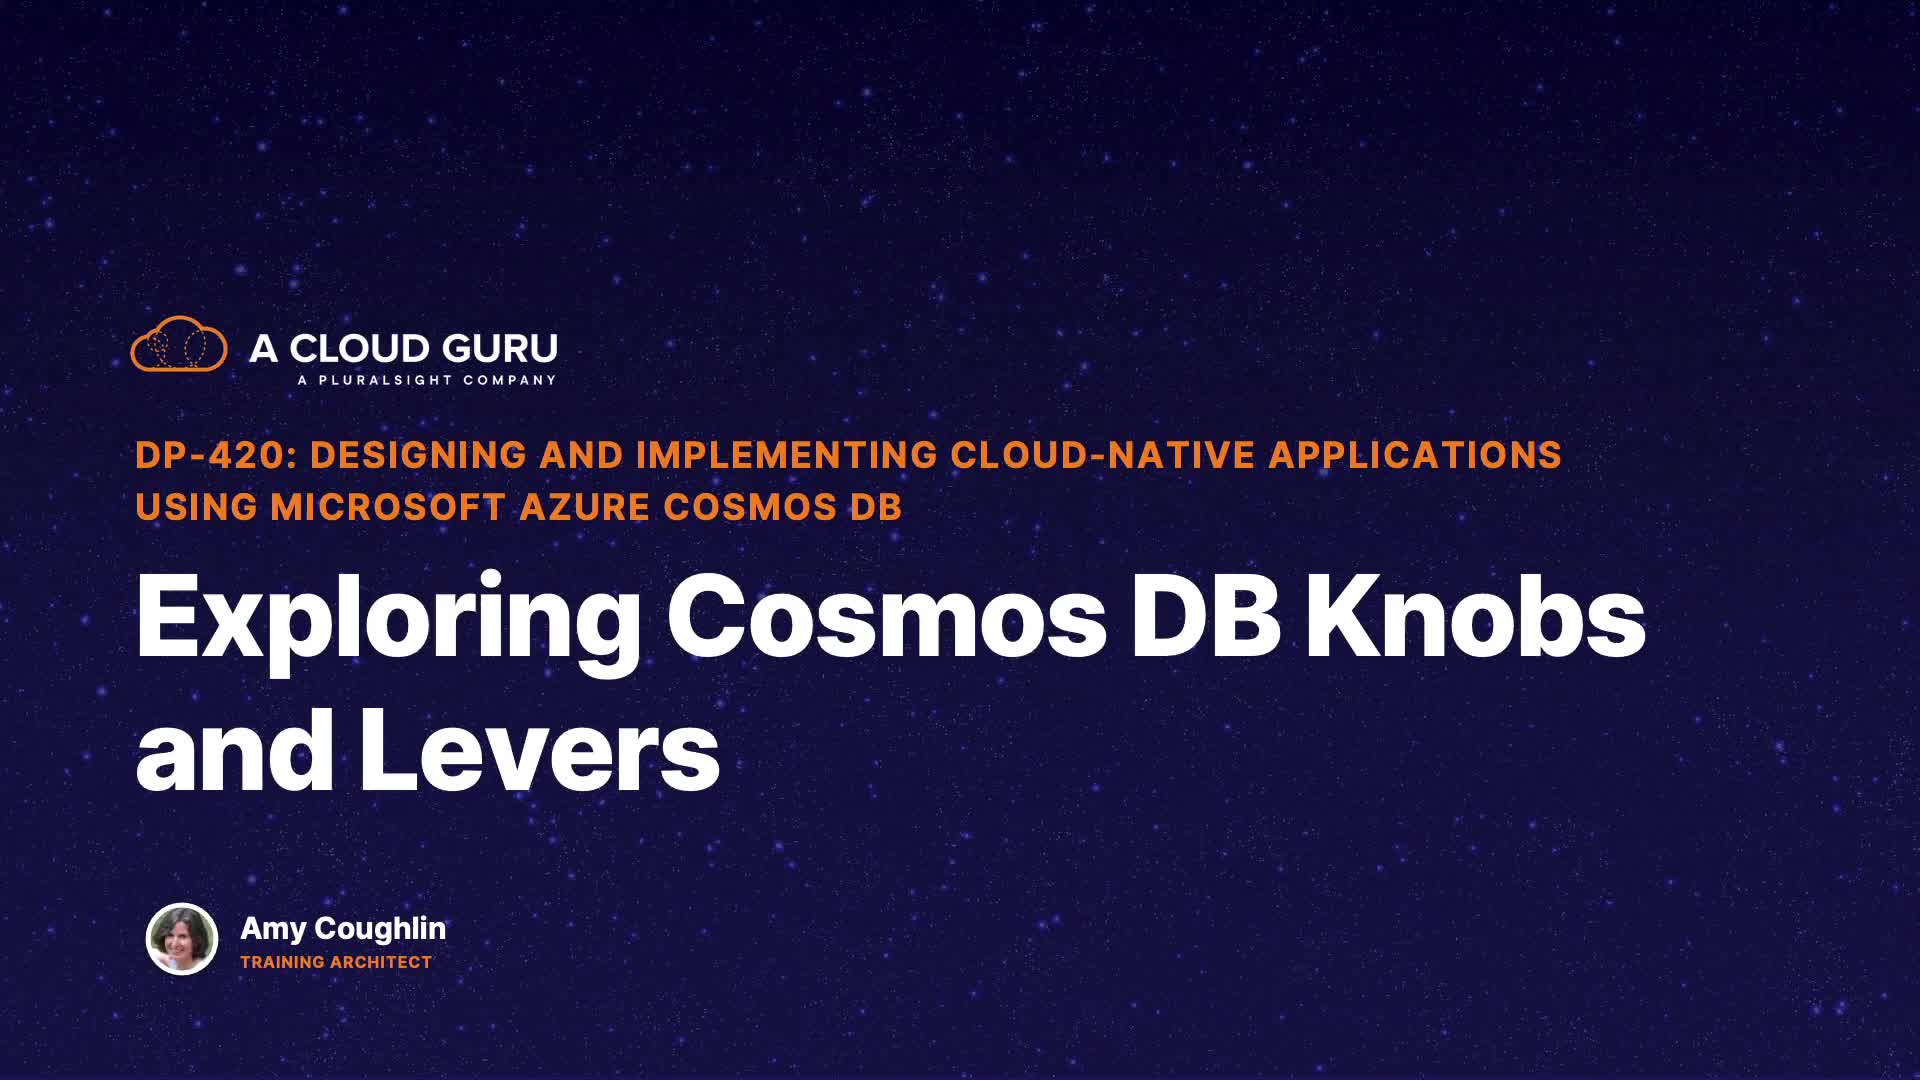 A CLOUD GURU
A PLURALSIGHT COMPANY
DP-420: DESIGNING AND IMPLEMENTING CLOUD-NATIVE APPLICATIONS
USING MICROSOFT AZURE COSMOS DB
Exploring Cosmos DB Knobs
and Levers
Amy Coughlin
TRAINING ARCHITECT